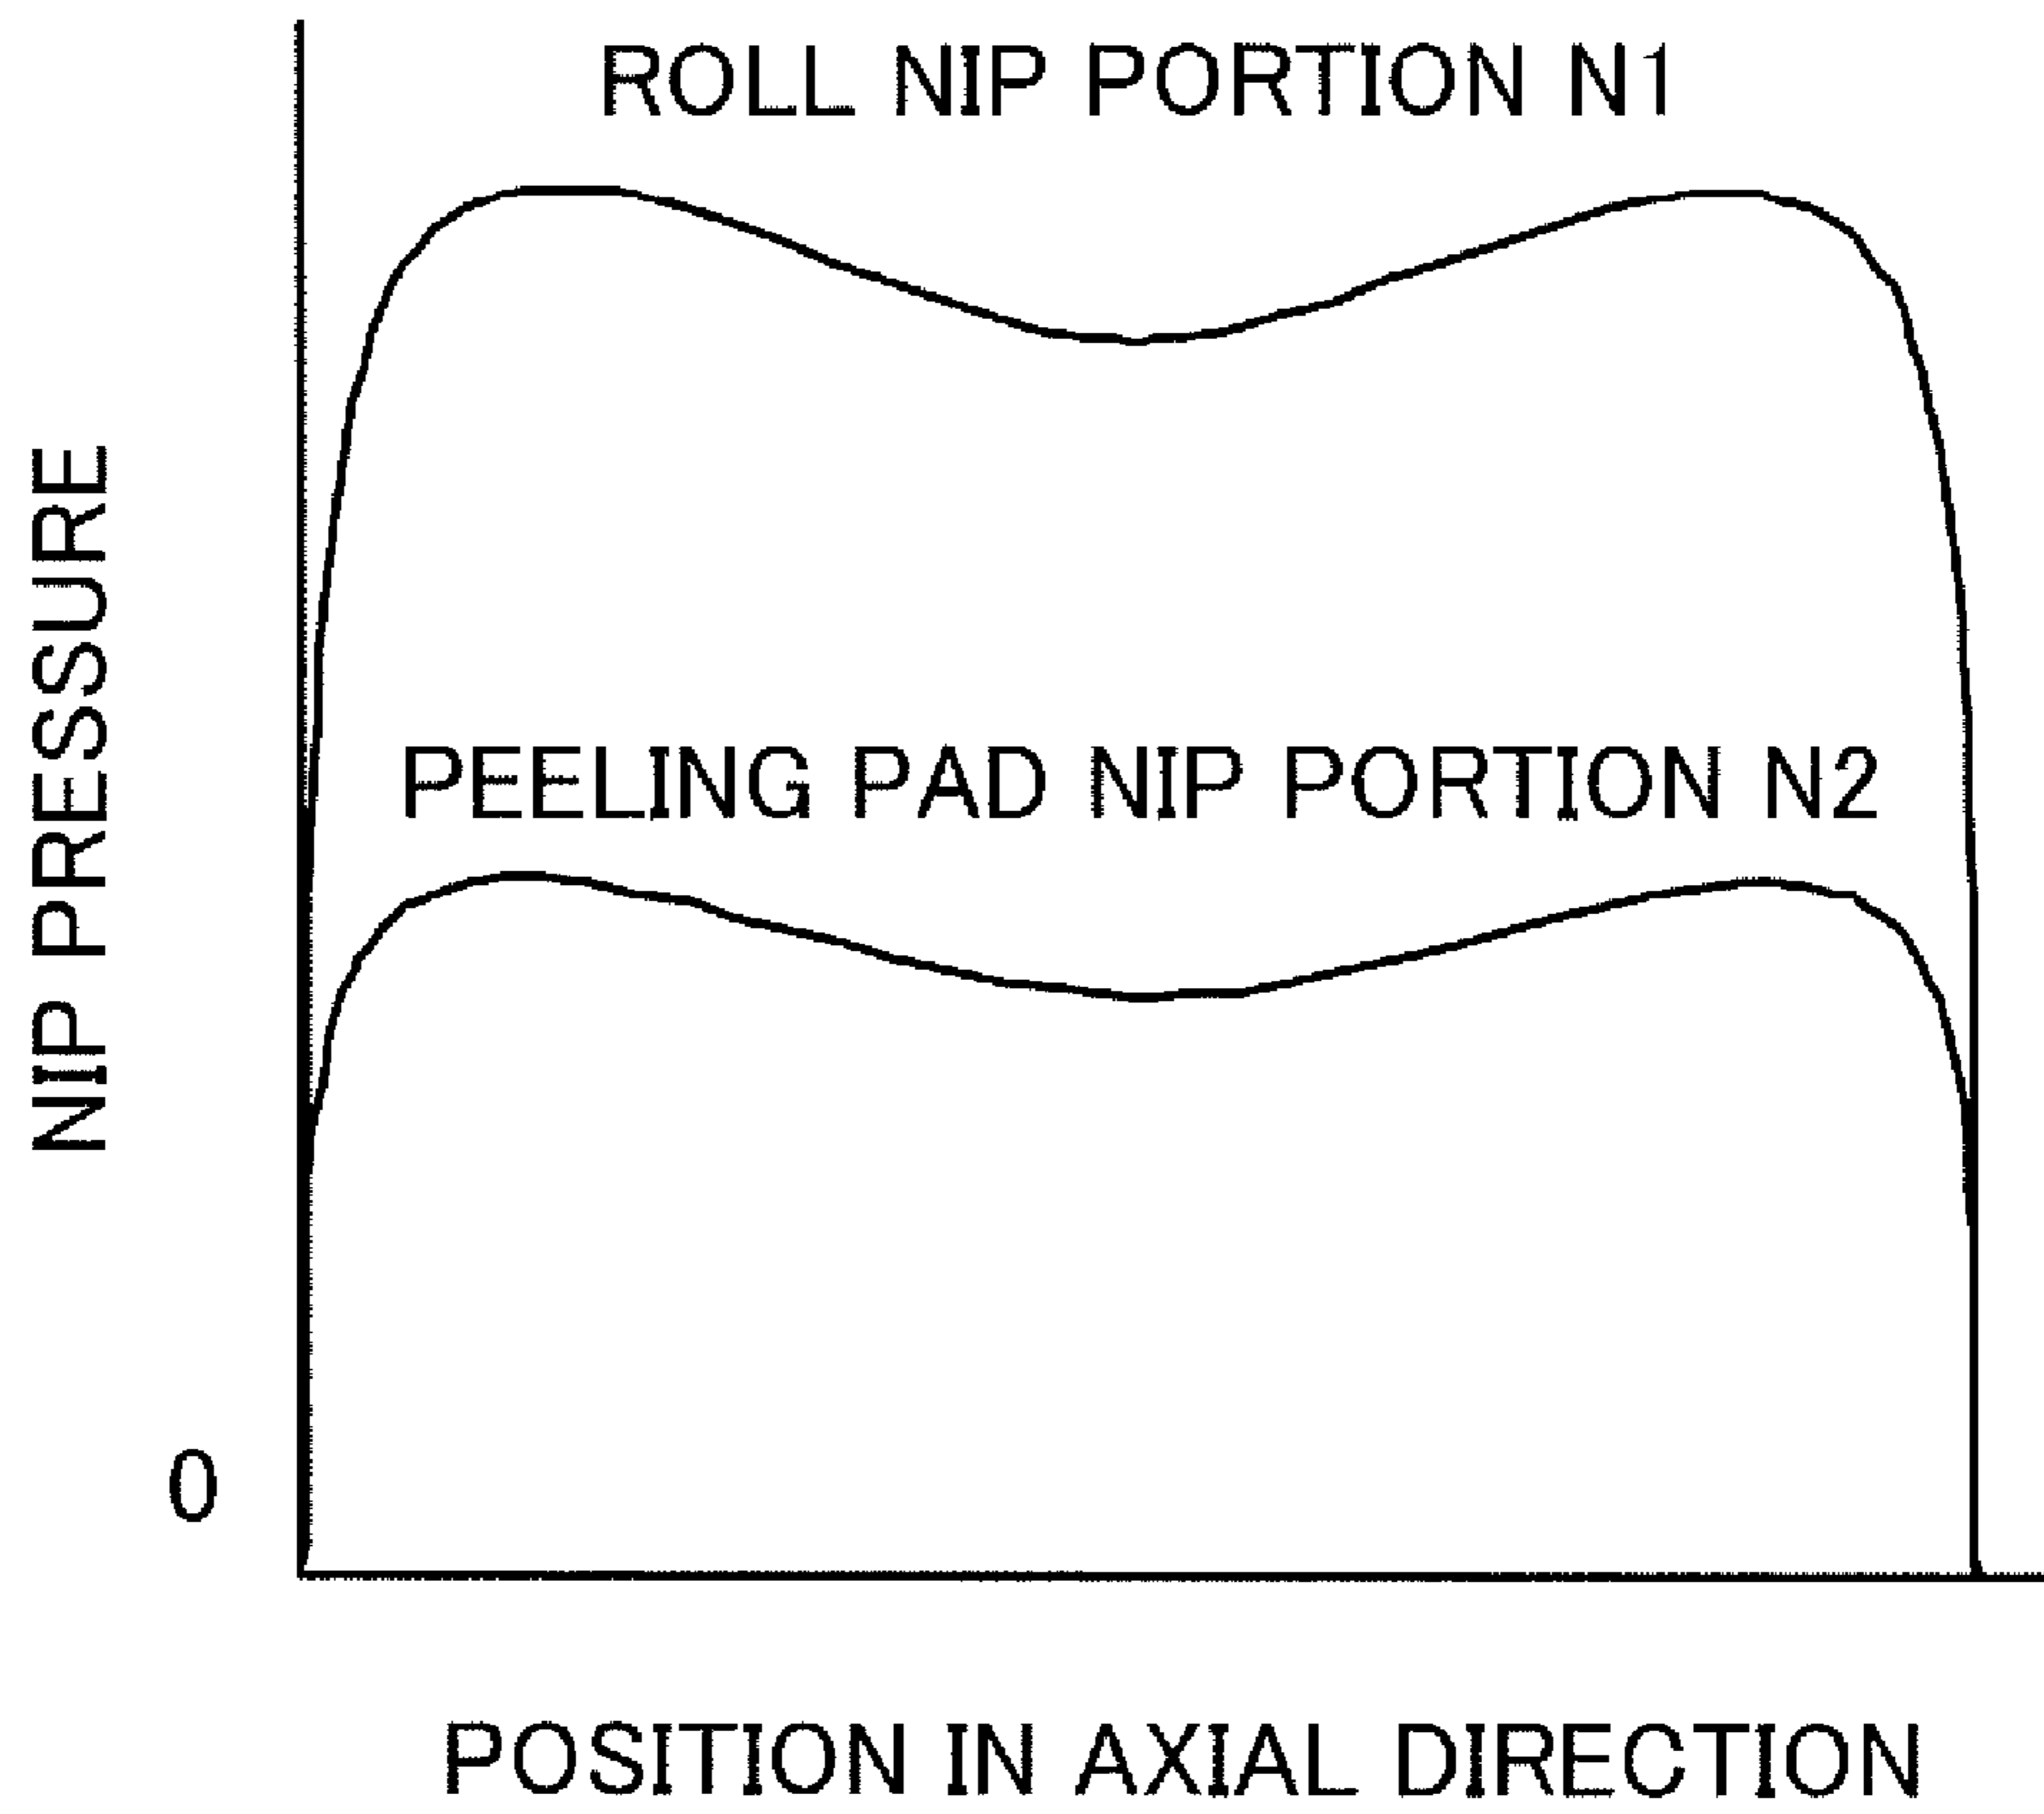 ROLL NIP PORTION N1
NIP PRESSURE
PEELING PAD NIP PORTION N2
0
POSITION IN AXIAL DIRECTION